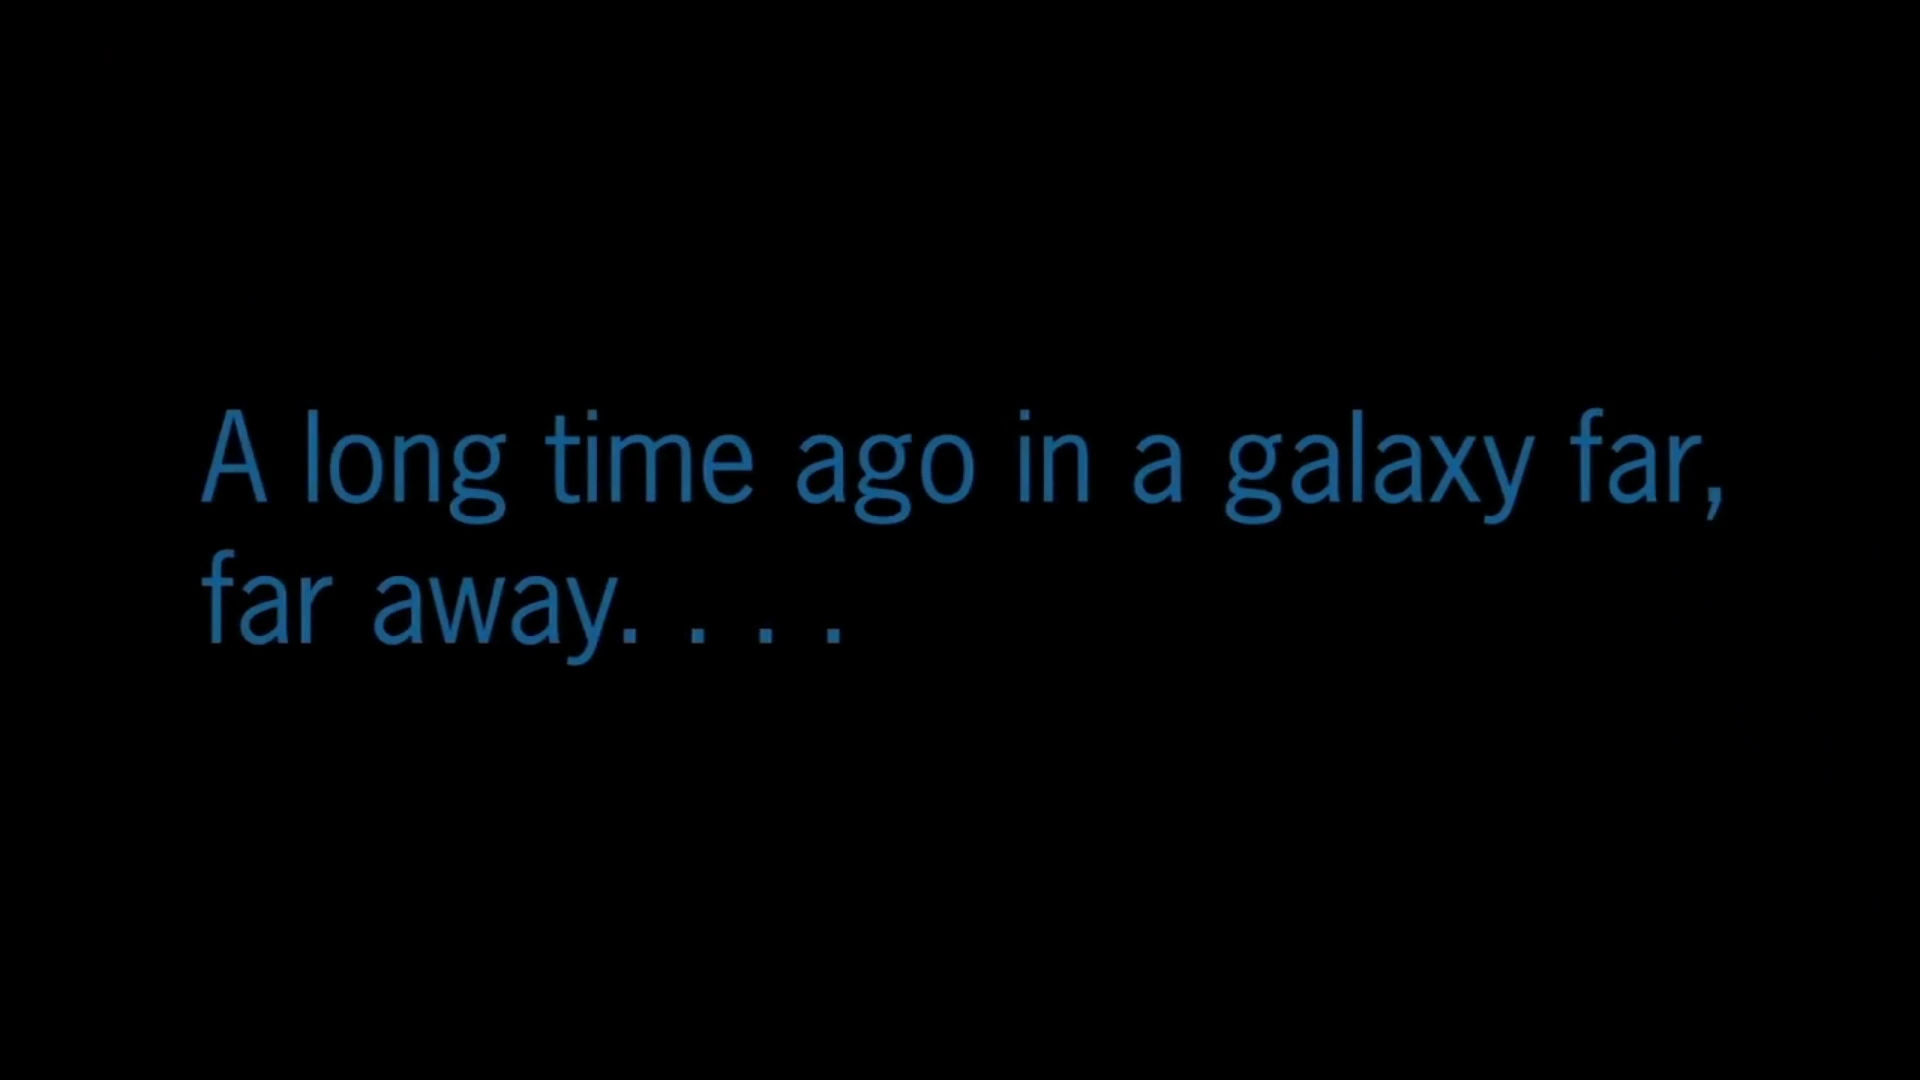 A long time ago in a galaxy far,
far away. . . .